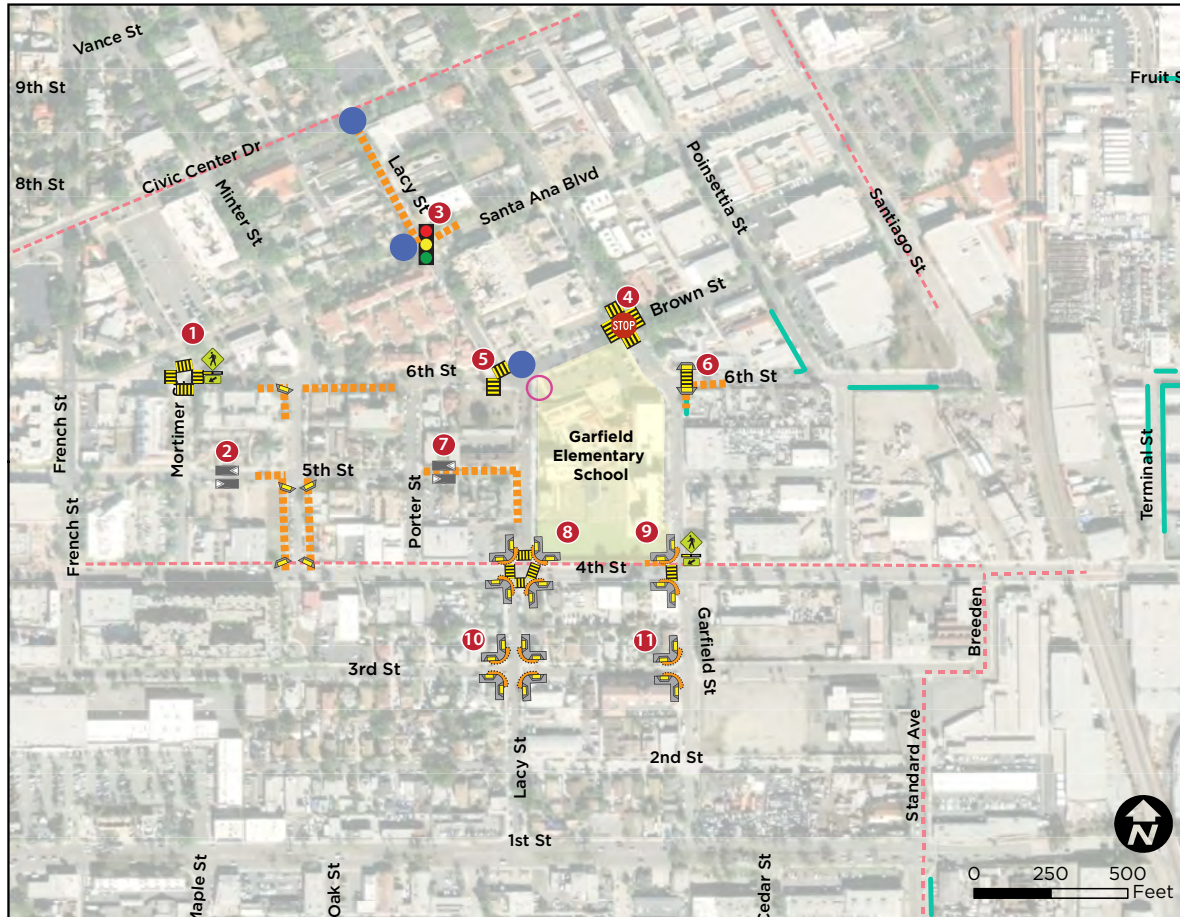 Vance St
9th St
Fruit S
Civic Center Dr
8th St
Lacy St
Minter St
3
Santa Ana Blvd
Poinsettia St
Santiago St
4
Brown St
STOP
1
5
6
6th St
6th St
French St
Mortimer
2
5th St
7
Garfield
Elementary
School
Porter St
Terminal St
French St
8
9
4th St
Breeden
10
11
3rd St
Garfield St
Lacy St
2nd St
Standard Ave
1st St
N
Maple St
Oak St
Cedar St
0 250 500
Feet